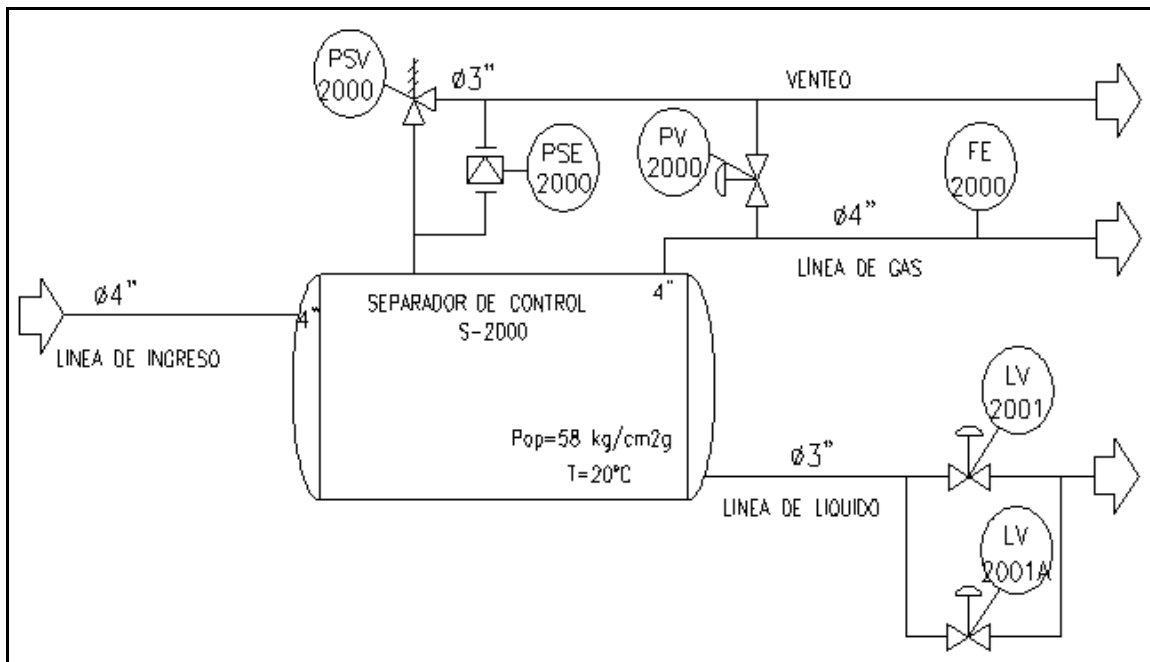 PSV
2000
ø3"
VENTEO
PSE
2000
PV
2000
FE
2000
ø4"
LÍNEA DE GAS
ø4"
LINEA DE INGRESO
4"
SEPARADOR DE CONTROL
S-2000
4"
Pop=58 kg/cm2g
T=20°C
ø3"
LINEA DE LIQUIDO
LV
2001
LV
2001A